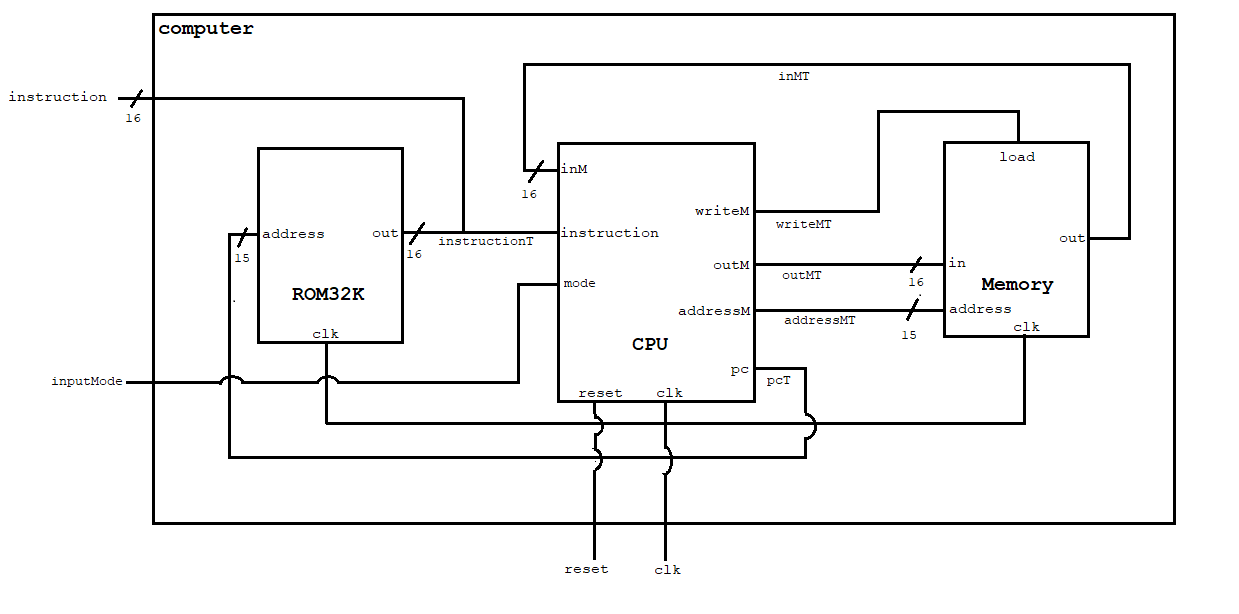 computer
inMT
instruction
16
load
inM
16
writeM
writeMT
address
out
instruction
15
16
instructionT
out
outM
in
outMT
16
mode
ROM32K
Memory
addressM
address
addressMT
15
clk
clk
CPU
pc
pcT
inputMode
reset
clk
reset
clk